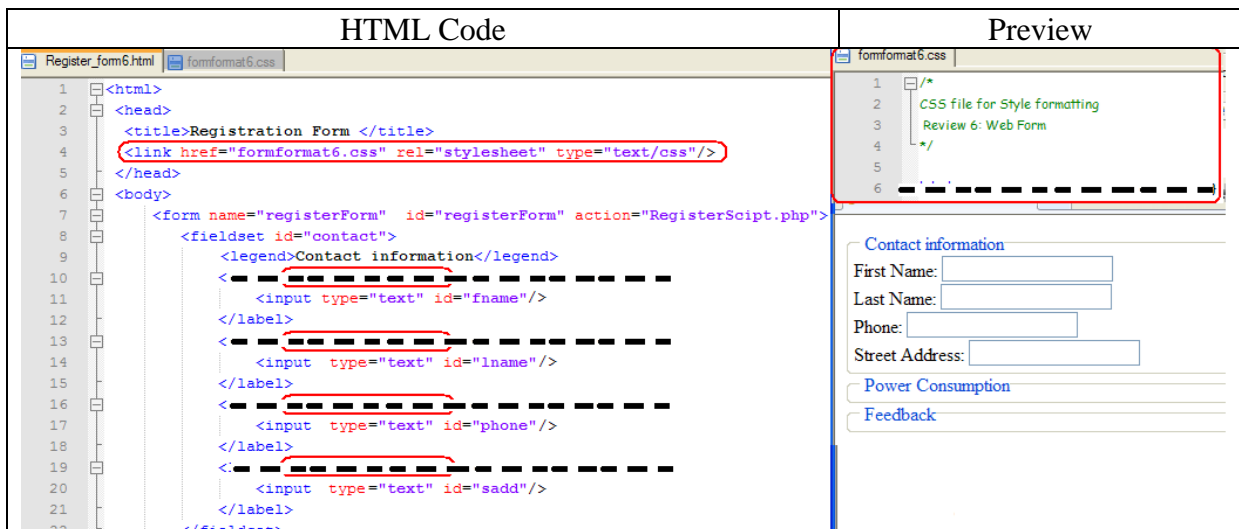 HTML Code
Preview
Register_form6.html formformat6.css
1 <html>
2 <head>
3 <title>Registration Form </title>
4 <link href="formformat6.css" rel="stylesheet" type="text/css"/>
5 </head>
6 <body>
7 <form name="registerForm" id="registerForm" action="RegisterScipt.php">
8 <fieldset id="contact">
9 <legend>Contact information</legend>
10 <
11 <input type="text" id="fname"/>
12 </label>
13 <
14 <input type="text" id="lname"/>
15 </label>
16 <
17 <input type="text" id="phone"/>
18 </label>
19 <
20 <input type="text" id="sadd"/>
21 </label>
22 </fieldset>
formformat6.css
1 /*
2 CSS file for Style formatting
3 Review 6: Web Form
4 */
5
6 }
Contact information
First Name:
Last Name:
Phone:
Street Address:
Power Consumption
Feedback